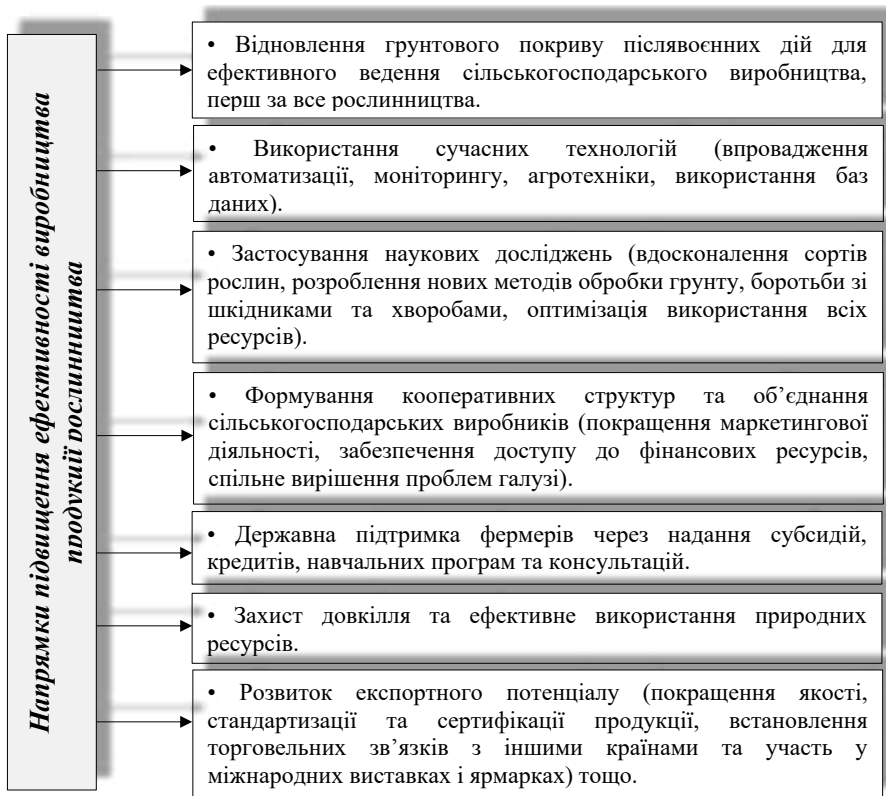 Напрямки підвищення ефективності виробництва
продукції рослинництва
• Відновлення грунтового покриву післявоєнних дій для
ефективного ведення сільськогосподарського виробництва,
перш за все рослинництва.
• Використання сучасних технологій (впровадження
автоматизації, моніторингу, агротехніки, використання баз
даних).
• Застосування наукових досліджень (вдосконалення сортів
рослин, розроблення нових методів обробки грунту, боротьби зі
шкідниками та хворобами, оптимізація використання всіх
ресурсів).
• Формування кооперативних структур та об’єднання
сільськогосподарських виробників (покращення маркетингової
діяльності, забезпечення доступу до фінансових ресурсів,
спільне вирішення проблем галузі).
• Державна підтримка фермерів через надання субсидій,
кредитів, навчальних програм та консультацій.
• Захист довкілля та ефективне використання природних
ресурсів.
• Розвиток експортного потенціалу (покращення якості,
стандартизації та сертифікації продукції, встановлення
торговельних зв’язків з іншими країнами та участь у
міжнародних виставках і ярмарках) тощо.